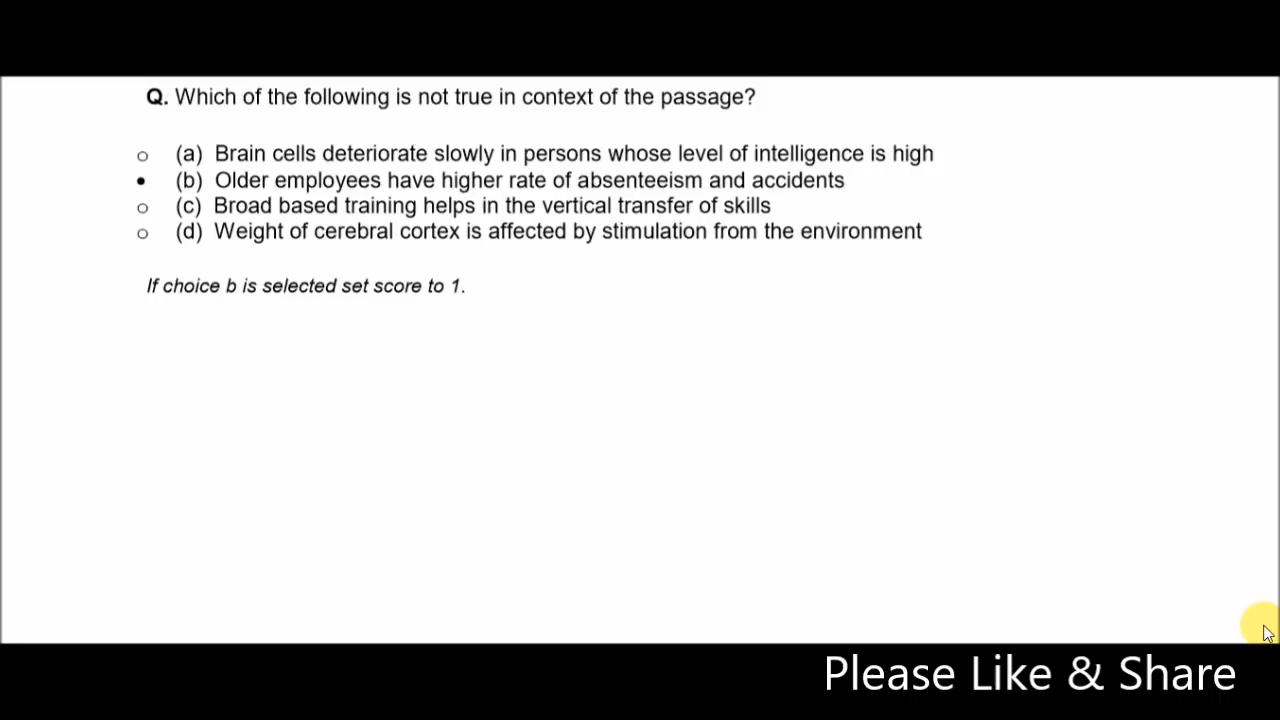 Q. Which of the following is not true in context of the passage?
o (a) Brain cells deteriorate slowly in persons whose level of intelligence is high
• (b) Older employees have higher rate of absenteeism and accidents
o (c) Broad based training helps in the vertical transfer of skills
o (d) Weight of cerebral cortex is affected by stimulation from the environment
If choice b is selected set score to 1.
Please Like & Share